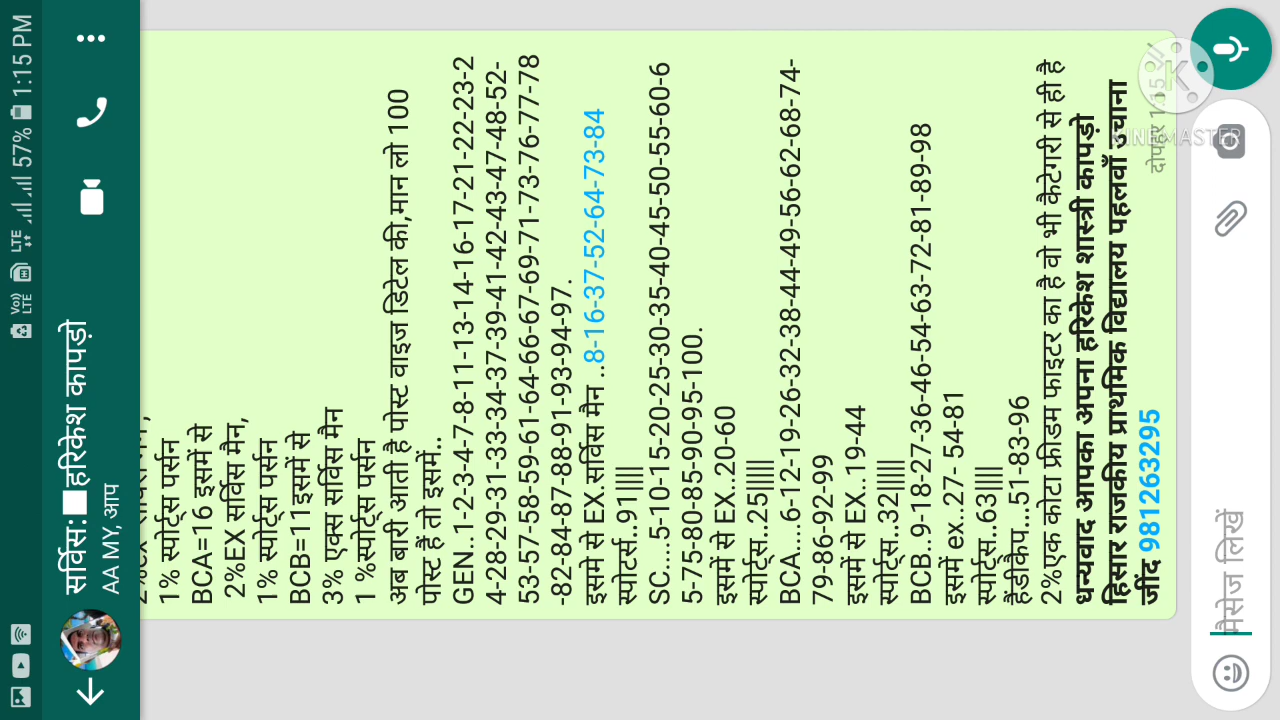 VoLTE LTE 57% 1:15 PM
सर्विस:⬜हरिकेश कापड़ो
AA MY, आप
1% स्पोर्ट्स पर्सन
BCA=16 इसमें से
2%EX सर्विस मैन,
1% स्पोर्ट्स पर्सन
BCB=11इसमें से
3% एक्स सर्विस मैन
1 %स्पोर्ट्स पर्सन
अब बारी आती है पोस्ट वाइज डिटेल की,मान लो 100
पोस्ट हैं तो इसमें..
GEN..1-2-3-4-7-8-11-13-14-16-17-21-22-23-2
4-28-29-31-33-34-37-39-41-42-43-47-48-52-
53-57-58-59-61-64-66-67-69-71-73-76-77-78
-82-84-87-88-91-93-94-97.
इसमे से EX.सर्विस मैन ..8-16-37-52-64-73-84
स्पोटर्स..91||||
SC....5-10-15-20-25-30-35-40-45-50-55-60-6
5-75-80-85-90-95-100.
इसमें से EX..20-60
स्पोर्ट्स..25|||||
BCA....6-12-19-26-32-38-44-49-56-62-68-74-
79-86-92-99
इसमें से EX..19-44
स्पोर्ट्स..32|||||
BCB..9-18-27-36-46-54-63-72-81-89-98
इसमें ex..27- 54-81
स्पोर्ट्स..63||||
हैंडीकैप...51-83-96
2%एक कोटा फ्रीडम फाइटर का है वो भी कैटेगरी से ही है
धन्यवाद आपका अपना हरिकेश शास्त्री कापड़ो
हिसार राजकीय प्राथमिक विद्यालय पहलवाँ उचाना
जींद 981263295
दोपहर
KINEMASTER
मैसेज लिखें